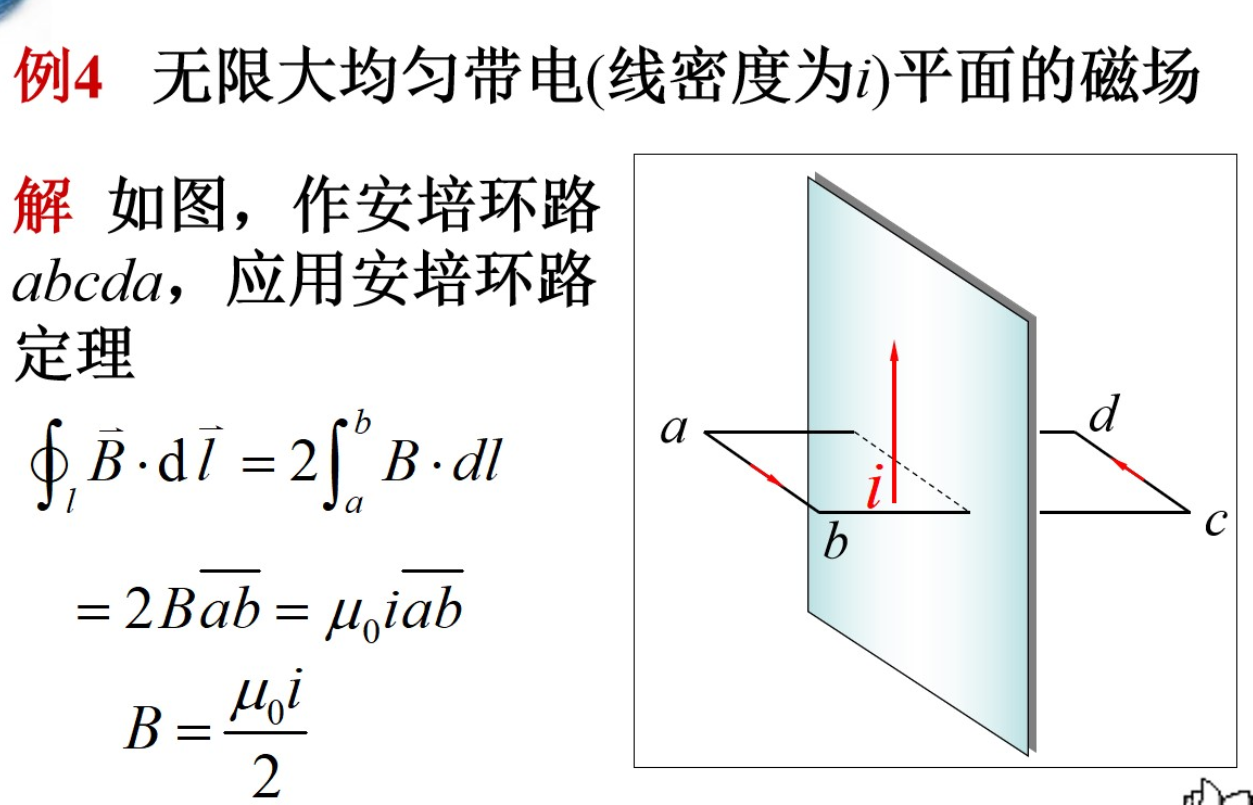 例4 无限大均匀带电(线密度为i)平面的磁场
解 如图，作安培环路
abcda，应用安培环路
定理
$\oint_l \vec{B} \cdot \mathrm{d}\vec{l} = 2\int_a^b B \cdot dl$
$= 2B\overline{ab} = \mu_0 i\overline{ab}$
$B = \frac{\mu_0 i}{2}$
a
d
i
b
c